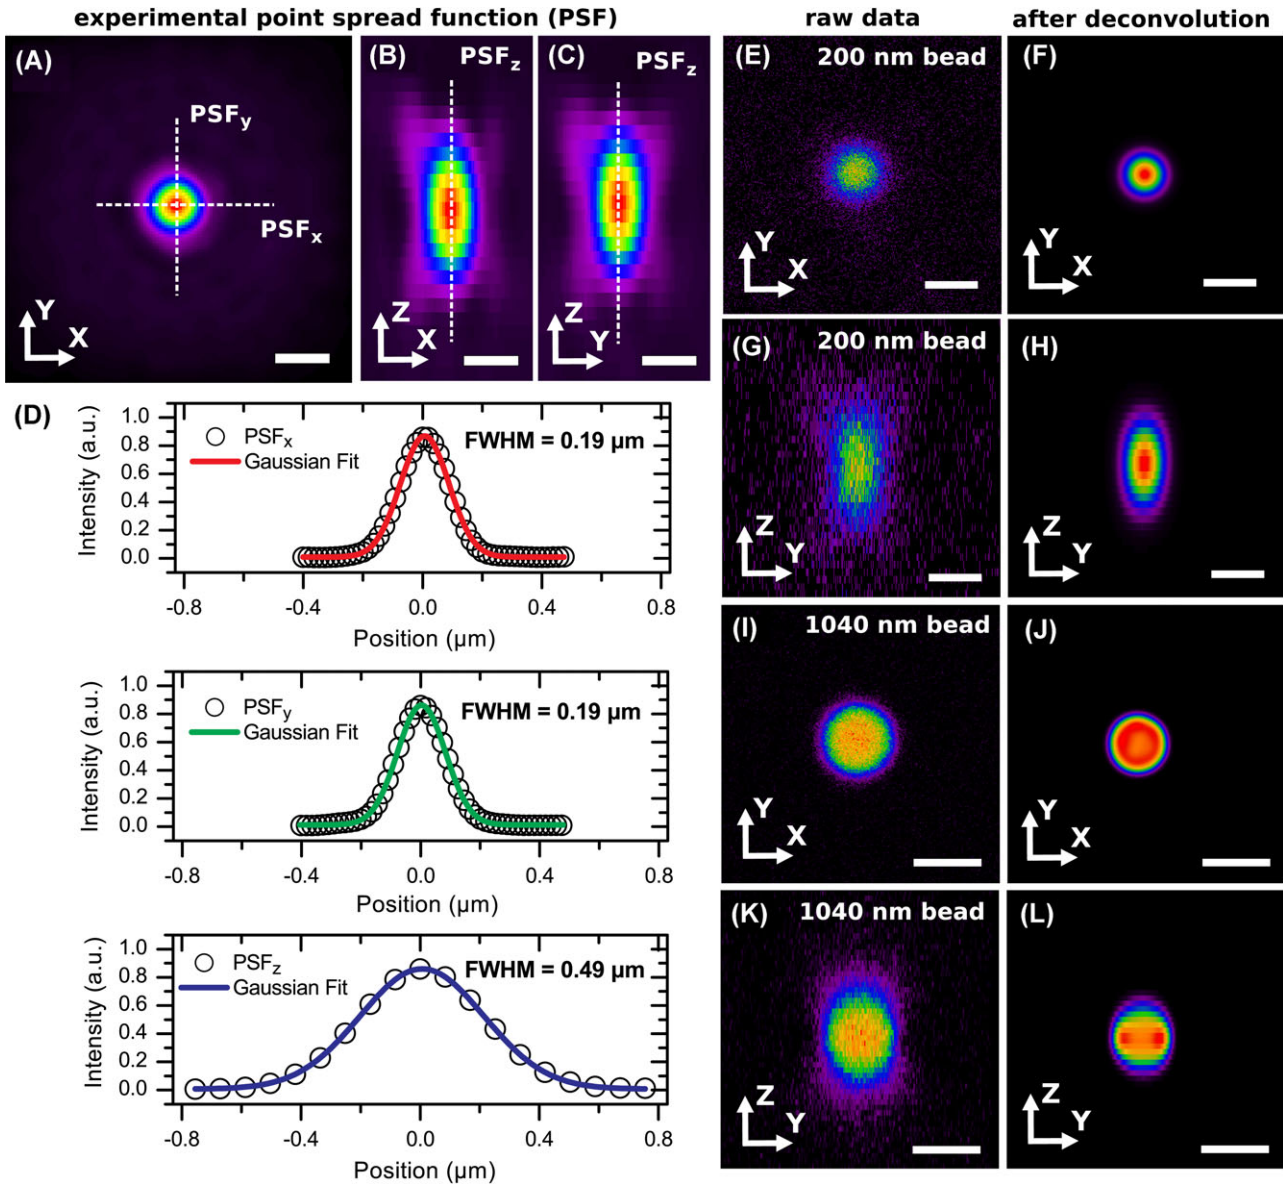 experimental point spread function (PSF)
raw data
after deconvolution
(A)
PSFy
PSFx
Y
X
(B)
PSFz
Z
X
(C)
PSFz
Z
Y
(E)
200 nm bead
Y
X
(F)
Y
X
(G)
200 nm bead
Z
Y
(H)
Z
Y
(D)
Intensity (a.u.)
1.0
0.8
0.6
0.4
0.2
0.0
PSFx
Gaussian Fit
FWHM = 0.19 µm
-0.8 -0.4 0.0 0.4 0.8
Position (µm)
Intensity (a.u.)
1.0
0.8
0.6
0.4
0.2
0.0
PSFy
Gaussian Fit
FWHM = 0.19 µm
-0.8 -0.4 0.0 0.4 0.8
Position (µm)
Intensity (a.u.)
1.0
0.8
0.6
0.4
0.2
0.0
PSFz
Gaussian Fit
FWHM = 0.49 µm
-0.8 -0.4 0.0 0.4 0.8
Position (µm)
(I)
1040 nm bead
Y
X
(J)
Y
X
(K)
1040 nm bead
Z
Y
(L)
Z
Y